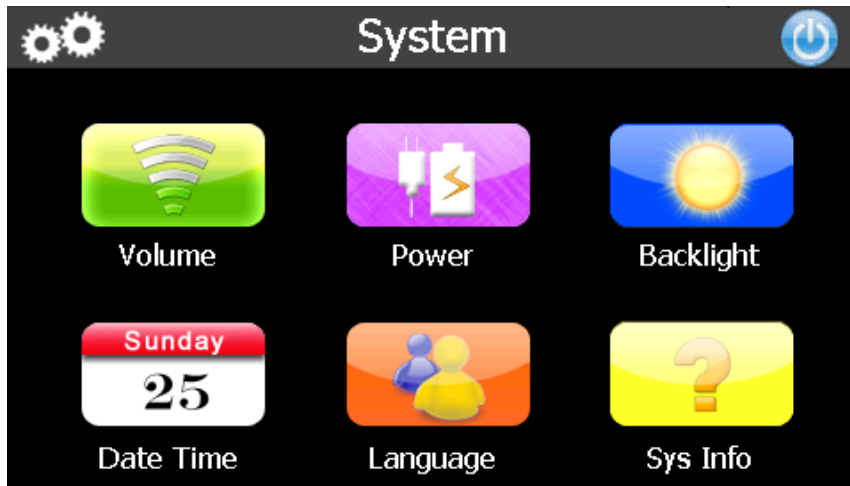 System
Volume
Power
Backlight
Sunday
25
?
Date Time
Language
Sys Info